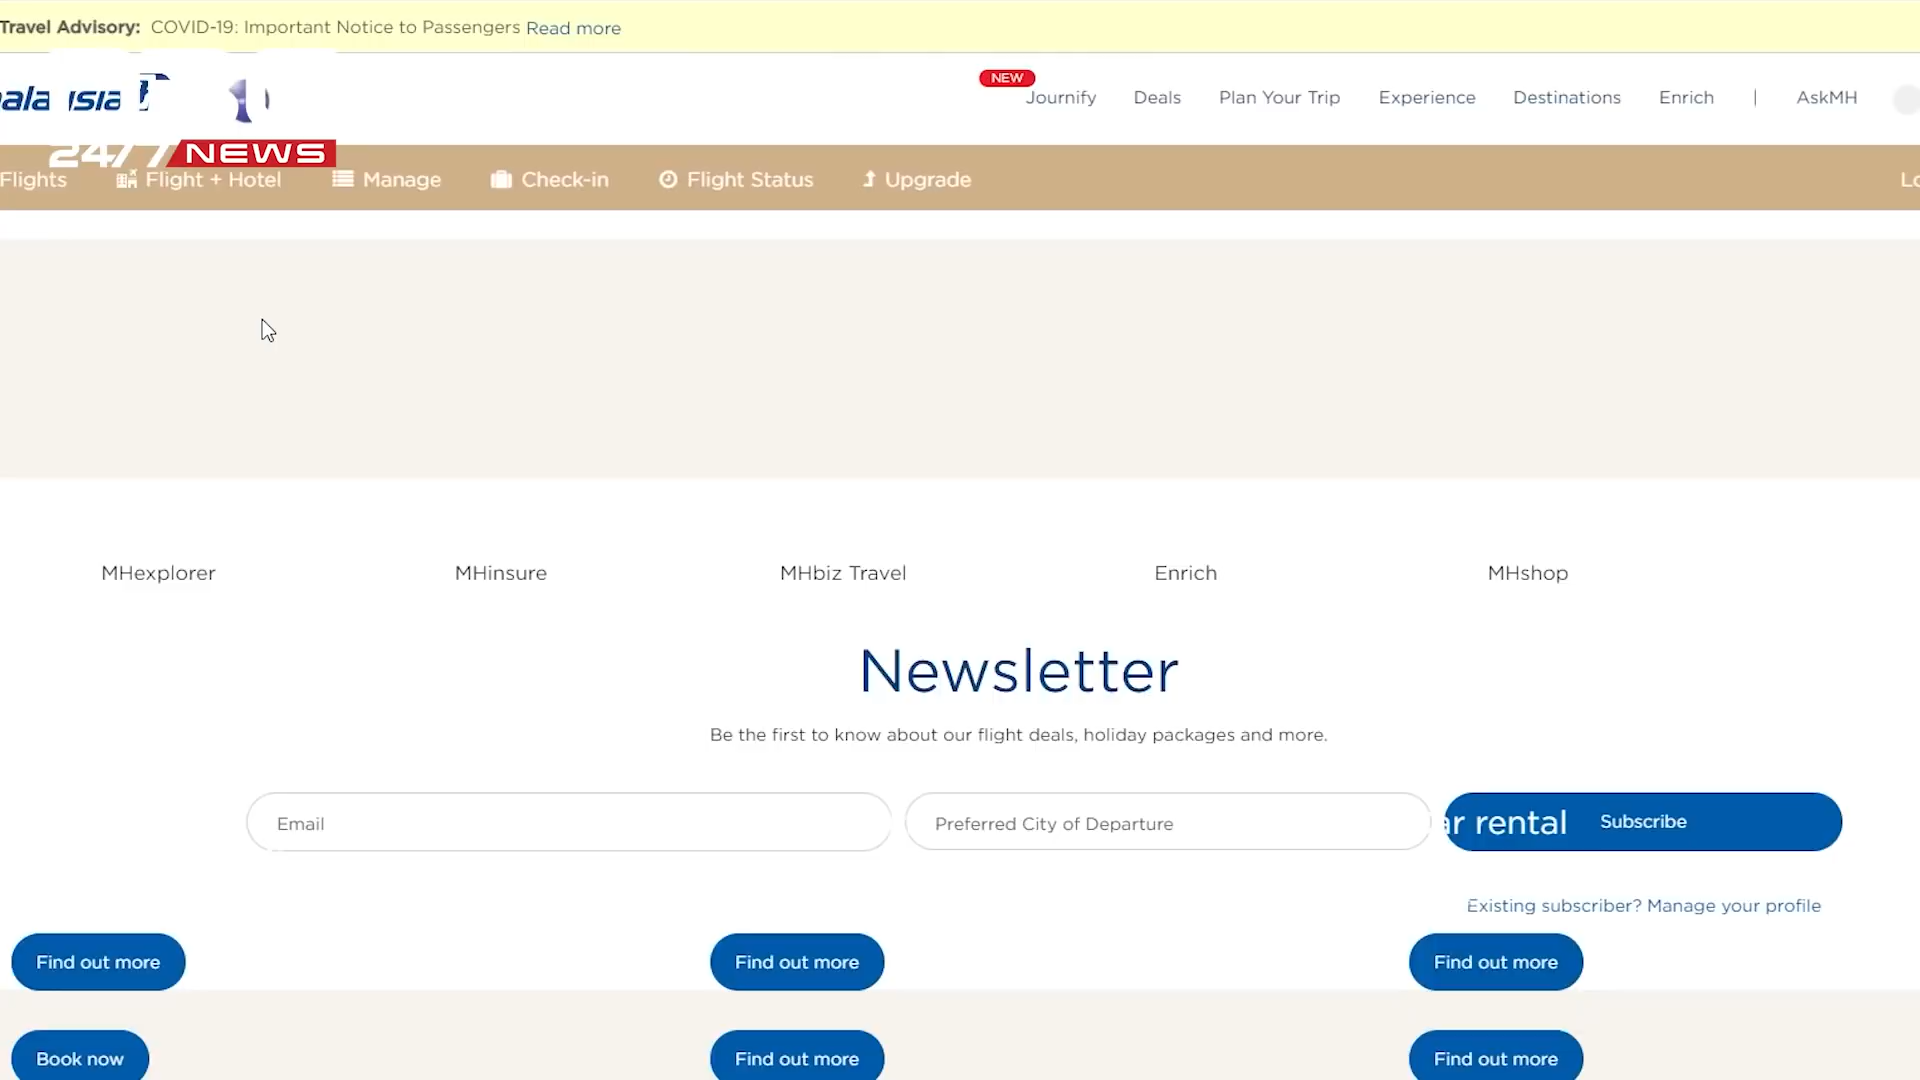 Travel Advisory: COVID-19: Important Notice to Passengers Read more
NEW
Journify Deals Plan Your Trip Experience Destinations Enrich | AskMH
24/7 NEWS
Flights Flight + Hotel Manage Check-in Flight Status Upgrade
MHexplorer MHinsure MHbiz Travel Enrich MHshop
Newsletter
Be the first to know about our flight deals, holiday packages and more.
Email Preferred City of Departure ar rental Subscribe
Existing subscriber? Manage your profile
Find out more Find out more Find out more
Book now Find out more Find out more